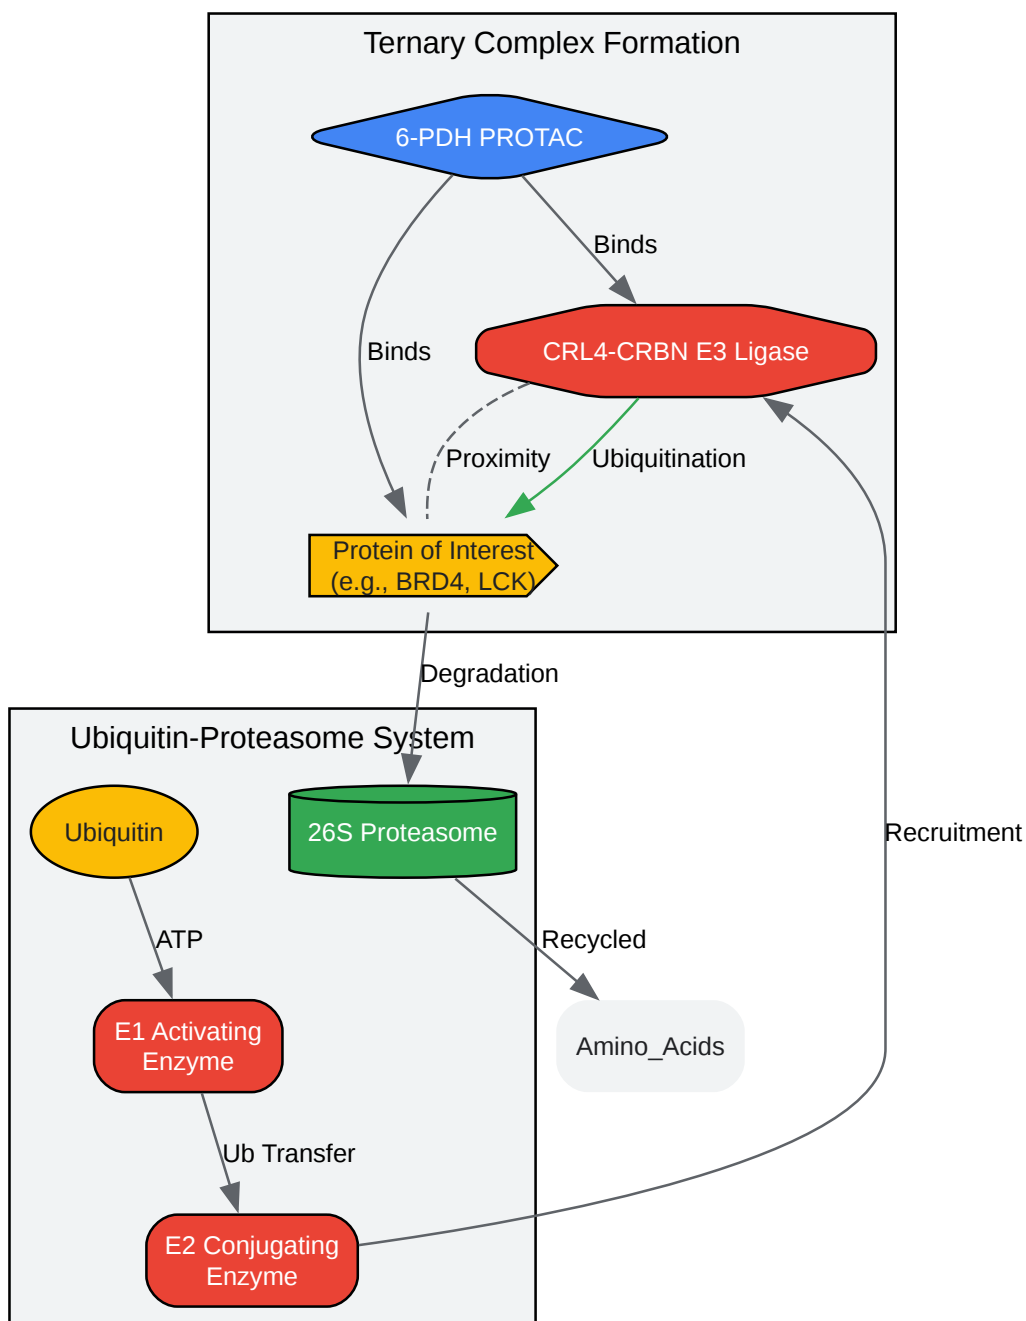 Ternary Complex Formation
6-PDH PROTAC
Binds
CRL4-CRBN E3 Ligase
Binds
Proximity
Ubiquitination
Protein of Interest
(e.g., BRD4, LCK)
Degradation
Ubiquitin-Proteasome System
Ubiquitin
26S Proteasome
Recruitment
ATP
Recycled
E1 Activating
Enzyme
Amino_Acids
Ub Transfer
E2 Conjugating
Enzyme